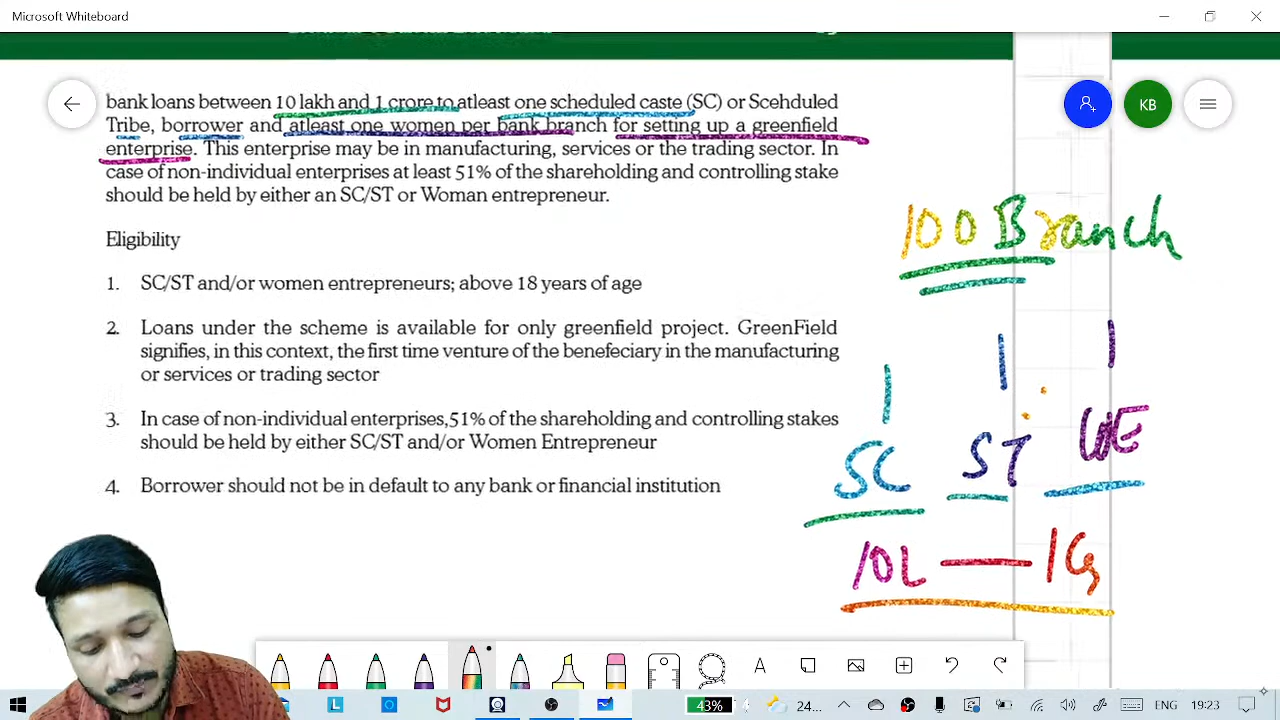 Microsoft Whiteboard
KB
bank loans between 10 lakh and 1 crore to atleast one scheduled caste (SC) or Scehduled
Tribe, borrower and atleast one women per bank branch for setting up a greenfield
enterprise. This enterprise may be in manufacturing, services or the trading sector. In
case of non-individual enterprises at least 51% of the shareholding and controlling stake
should be held by either an SC/ST or Woman entrepreneur.
Eligibility
1. SC/ST and/or women entrepreneurs; above 18 years of age
2. Loans under the scheme is available for only greenfield project. GreenField
signifies, in this context, the first time venture of the benefeciary in the manufacturing
or services or trading sector
3. In case of non-individual enterprises,51% of the shareholding and controlling stakes
should be held by either SC/ST and/or Women Entrepreneur
4. Borrower should not be in default to any bank or financial institution
100 Branch
1 1 1
SC ST WE
10L — 1Cr
A
43% 24... ENG 19:23